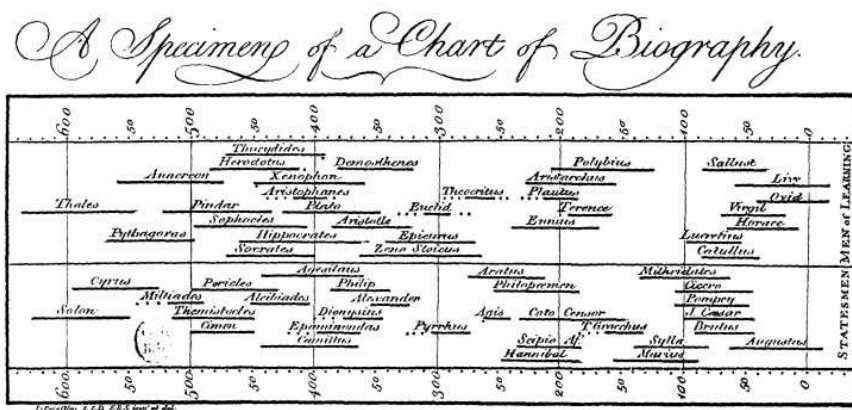 A Specimen of a Chart of Biography.
600 50 500 50 400 50 300 50 200 50 100 50 0
Thucydides
Herodotus Demosthenes Polybius Sallust
Anacreon Xenophon Aristarchus Livy
Aristophanes Theocritus Plautus Ovid
Thales Pindar Plato Euclid Terence Virgil
Sophocles Aristotle Ennius Horace
Pythagoras Hippocrates Epicurus Lucretius
Socrates Zeno Stoicus Catullus
MEN of LEARNING
Agesilaus Aratus Mithridates
Cyrus Pericles Philip Philopæmen Cicero
Miltiades Alcibiades Alexander Pompey
Solon Themistocles Dionysius Agis Cato Censor J. Cæsar
Cimon Epaminondas Pyrrhus T. Gracchus Brutus
Camillus Scipio Af. Sylla Augustus
Hannibal Marius
STATESMEN
600 50 500 50 400 50 300 50 200 50 100 50 0